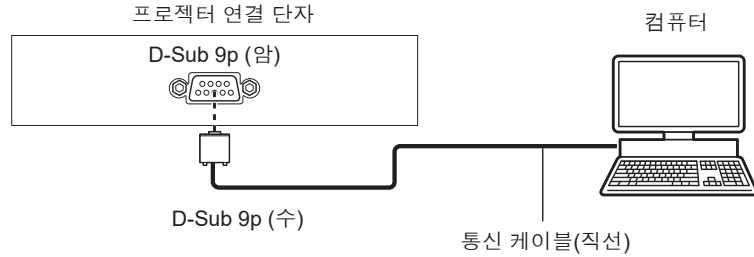 프로젝터 연결 단자
컴퓨터
D-Sub 9p (암)
D-Sub 9p (수)
통신 케이블(직선)